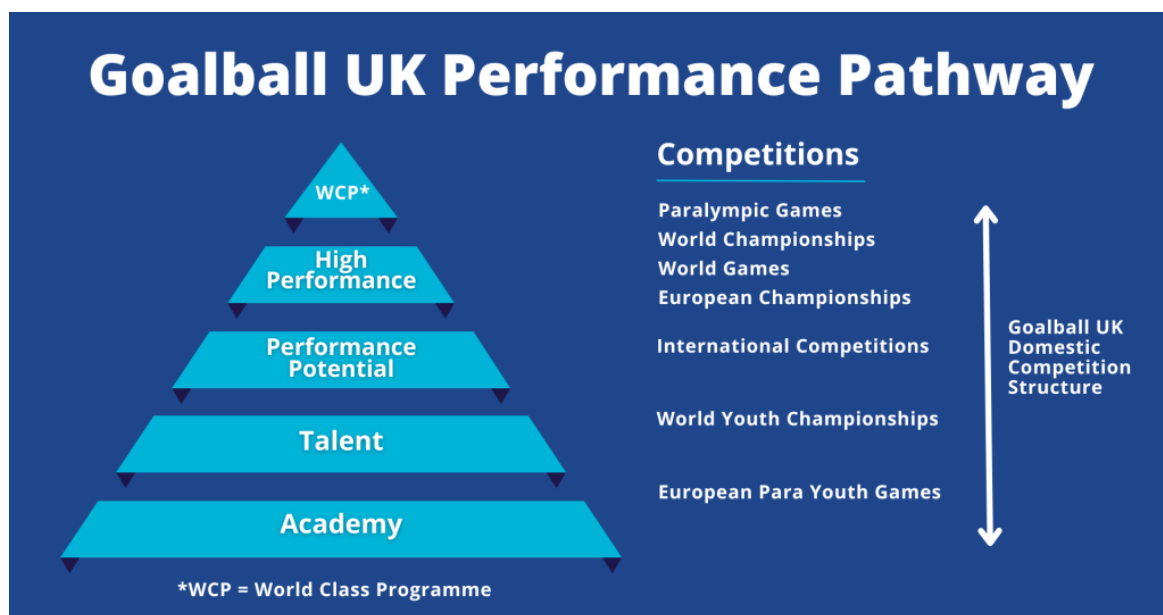 Goalball UK Performance Pathway
WCP*
High
Performance
Performance
Potential
Talent
Academy
*WCP = World Class Programme
Competitions
Paralympic Games
World Championships
World Games
European Championships
International Competitions
World Youth Championships
European Para Youth Games
Goalball UK
Domestic
Competition
Structure